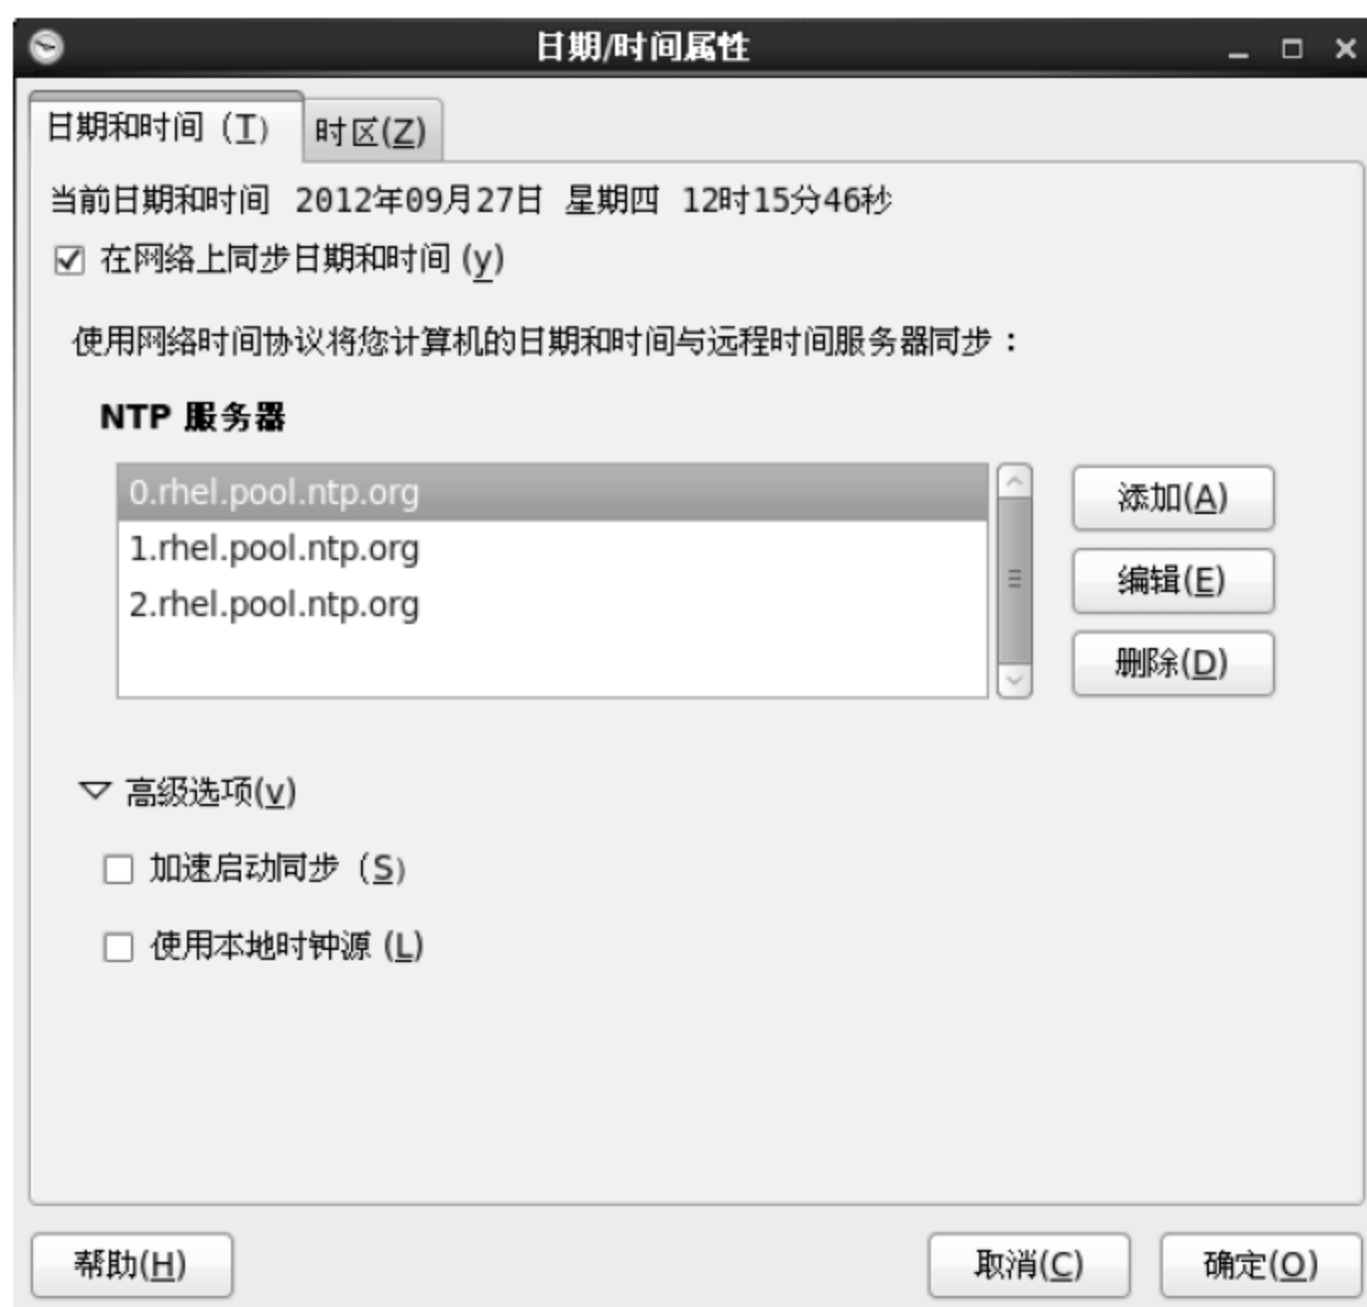 日期/时间属性
日期和时间 (T) 时区(Z)
当前日期和时间 2012年09月27日 星期四 12时15分46秒
在网络上同步日期和时间 (y)
使用网络时间协议将您计算机的日期和时间与远程时间服务器同步：
NTP 服务器
0.rhel.pool.ntp.org 添加(A)
1.rhel.pool.ntp.org
编辑(E)
2.rhel.pool.ntp.org
删除(D)
高级选项(v)
加速启动同步 (S)
使用本地时钟源 (L)
帮助(H) 取消(C) 确定(O)